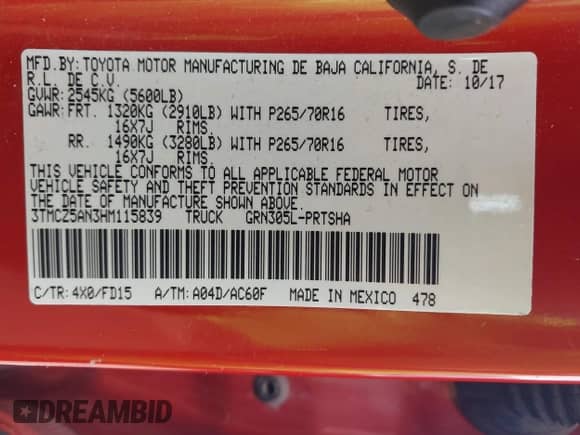 MFD.BY:TOYOTA MOTOR MANUFACTURING DE BAJA CALIFORNIA, S. DE
R.L. DE C.V. DATE: 10/17
GVWR:2545KG (5600LB)
GAWR:FRT. 1320KG (2910LB) WITH P265/70R16 TIRES,
16X7J RIMS.
RR. 1490KG (3280LB) WITH P265/70R16 TIRES,
16X7J RIMS.
THIS VEHICLE CONFORMS TO ALL APPLICABLE FEDERAL MOTOR
VEHICLE SAFETY AND THEFT PREVENTION STANDARDS IN EFFECT ON
THE DATE OF MANUFACTURE SHOWN ABOVE.
3TMCZ5AN3HM115839 TRUCK GRN305L-PRTSHA
C/TR:4X0/FD15 A/TM:A04D/AC60F MADE IN MEXICO 478
DREAMBID